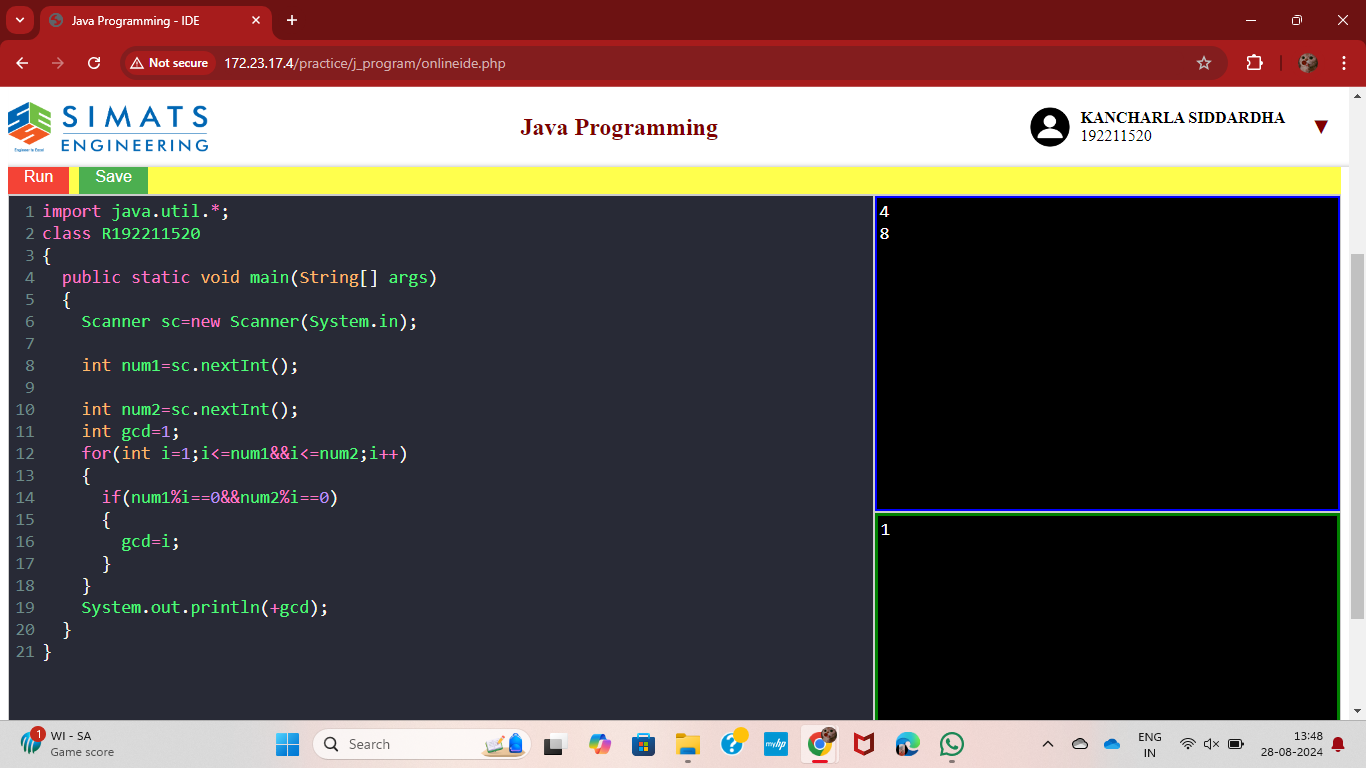 Java Programming - IDE
Not secure 172.23.17.4/practice/j_program/onlineide.php
SIMATS
ENGINEERING
Engineer to Excel
Java Programming
KANCHARLA SIDDARDHA
192211520
Run Save
1 import java.util.*;
2 class R192211520
3 {
4 public static void main(String[] args)
5 {
6 Scanner sc=new Scanner(System.in);
7
8 int num1=sc.nextInt();
9
10 int num2=sc.nextInt();
11 int gcd=1;
12 for(int i=1;i<=num1&&i<=num2;i++)
13 {
14 if(num1%i==0&&num2%i==0)
15 {
16 gcd=i;
17 }
18 }
19 System.out.println(+gcd);
20 }
21 }
4
8
1
1
WI - SA
Game score
Search
myhp
ENG
IN
13:48
28-08-2024